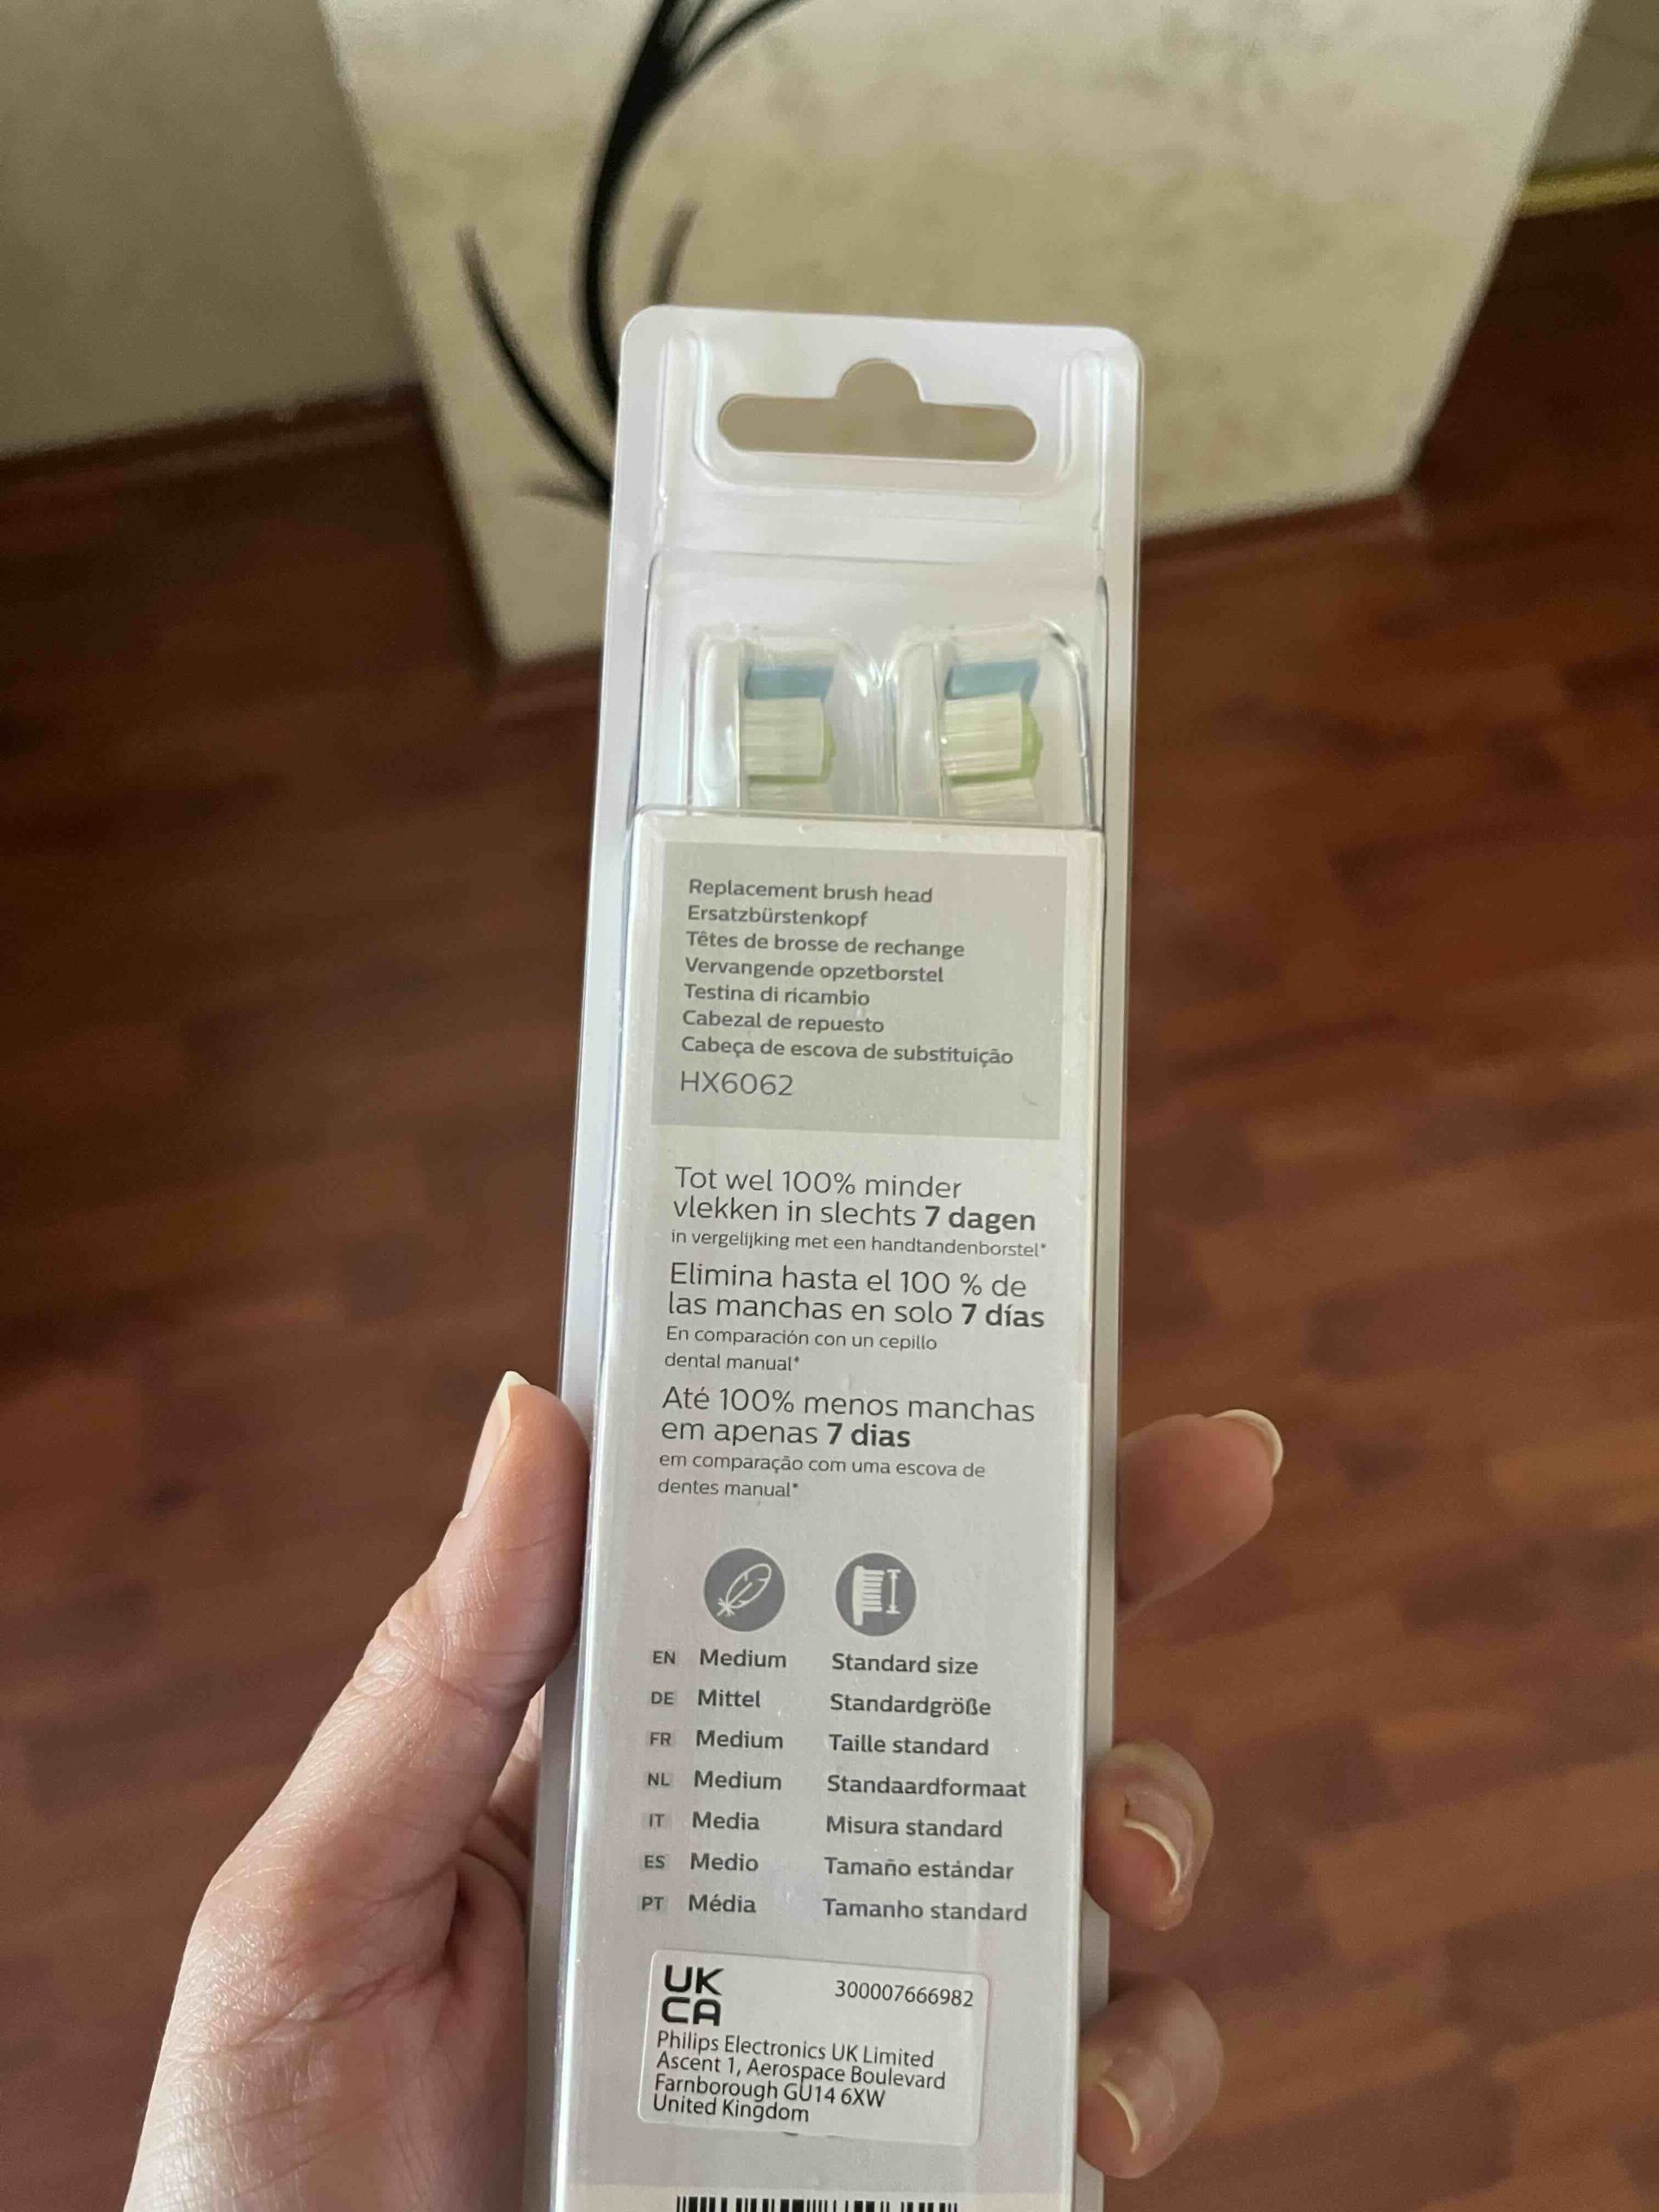 Replacement brush head
Ersatzbürstenkopf
Têtes de brosse de rechange
Vervangende opzetborstel
Testina di ricambio
Cabezal de repuesto
Cabeça de escova de substituição
HX6062
Tot wel 100% minder
vlekken in slechts 7 dagen
in vergelijking met een handtandenborstel*
Elimina hasta el 100 % de
las manchas en solo 7 días
En comparación con un cepillo
dental manual*
Até 100% menos manchas
em apenas 7 dias
em comparação com uma escova de
dentes manual*
EN Medium Standard size
DE Mittel Standardgröße
FR Medium Taille standard
NL Medium Standaardformaat
IT Media Misura standard
ES Medio Tamaño estándar
PT Média Tamanho standard
UK
CA
300007666982
Philips Electronics UK Limited
Ascent 1, Aerospace Boulevard
Farnborough GU14 6XW
United Kingdom